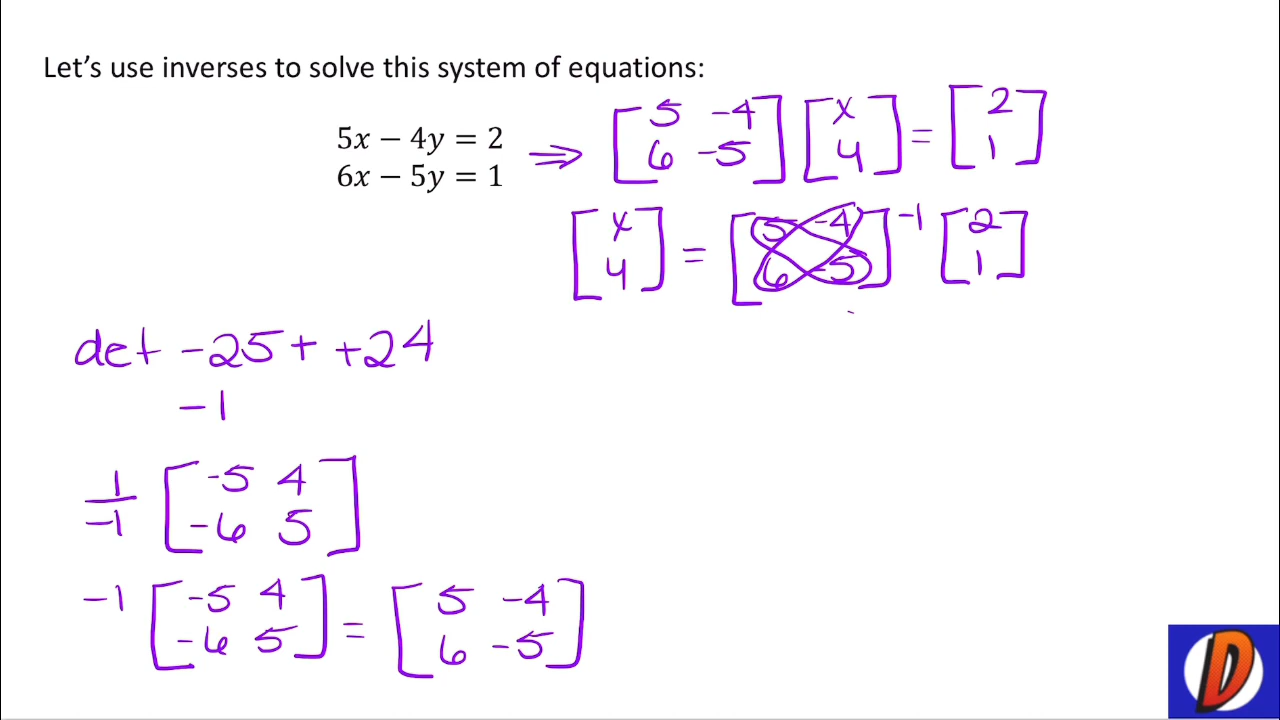 Let's use inverses to solve this system of equations:
5x − 4y = 2 ⇒ [5 -4; 6 -5] [x; y] = [2; 1]
6x − 5y = 1
[x; y] = [5 -4; 6 -5]^-1 [2; 1]
det -25 + +24
-1
1/-1 [-5 4; -6 5]
-1 [-5 4; -6 5] = [5 -4; 6 -5]
D